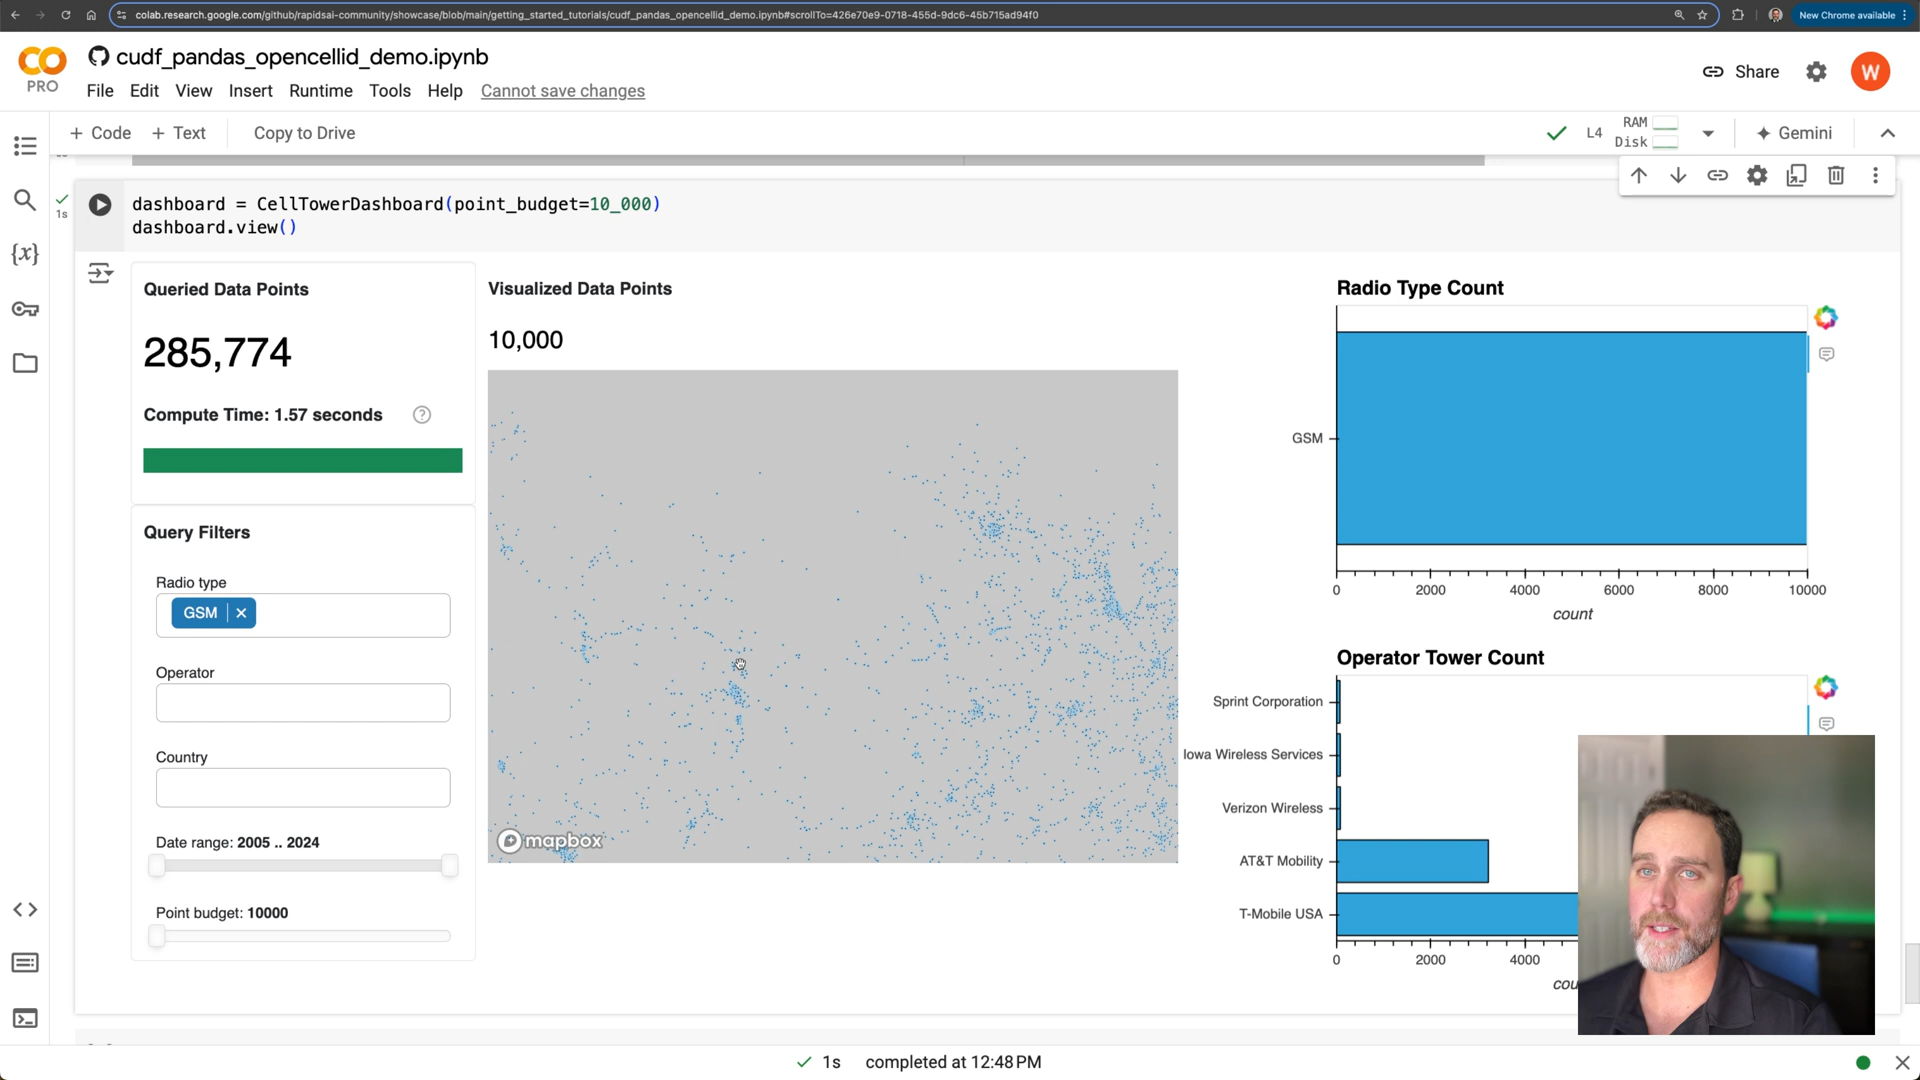 colab.research.google.com/github/rapidsai-community/showcase/blob/main/getting_started_tutorials/cudf_pandas_opencellid_demo.ipynb#scrollTo=426e70e9-0718-455d-9dc6-45b715ad94f0
New Chrome available
PRO
cudf_pandas_opencellid_demo.ipynb
File Edit View Insert Runtime Tools Help Cannot save changes
Share
W
+ Code + Text Copy to Drive
L4
RAM
Disk
Gemini
{x}
1s
dashboard = CellTowerDashboard(point_budget=10_000)
dashboard.view()
Queried Data Points
285,774
Compute Time: 1.57 seconds
?
Query Filters
Radio type
GSM
Operator
Country
Date range: 2005 .. 2024
Point budget: 10000
Visualized Data Points
10,000
mapbox
Radio Type Count
GSM
0 2000 4000 6000 8000 10000
count
Operator Tower Count
Sprint Corporation
Iowa Wireless Services
Verizon Wireless
AT&T Mobility
T-Mobile USA
0 2000 4000
cou
1s completed at 12:48 PM